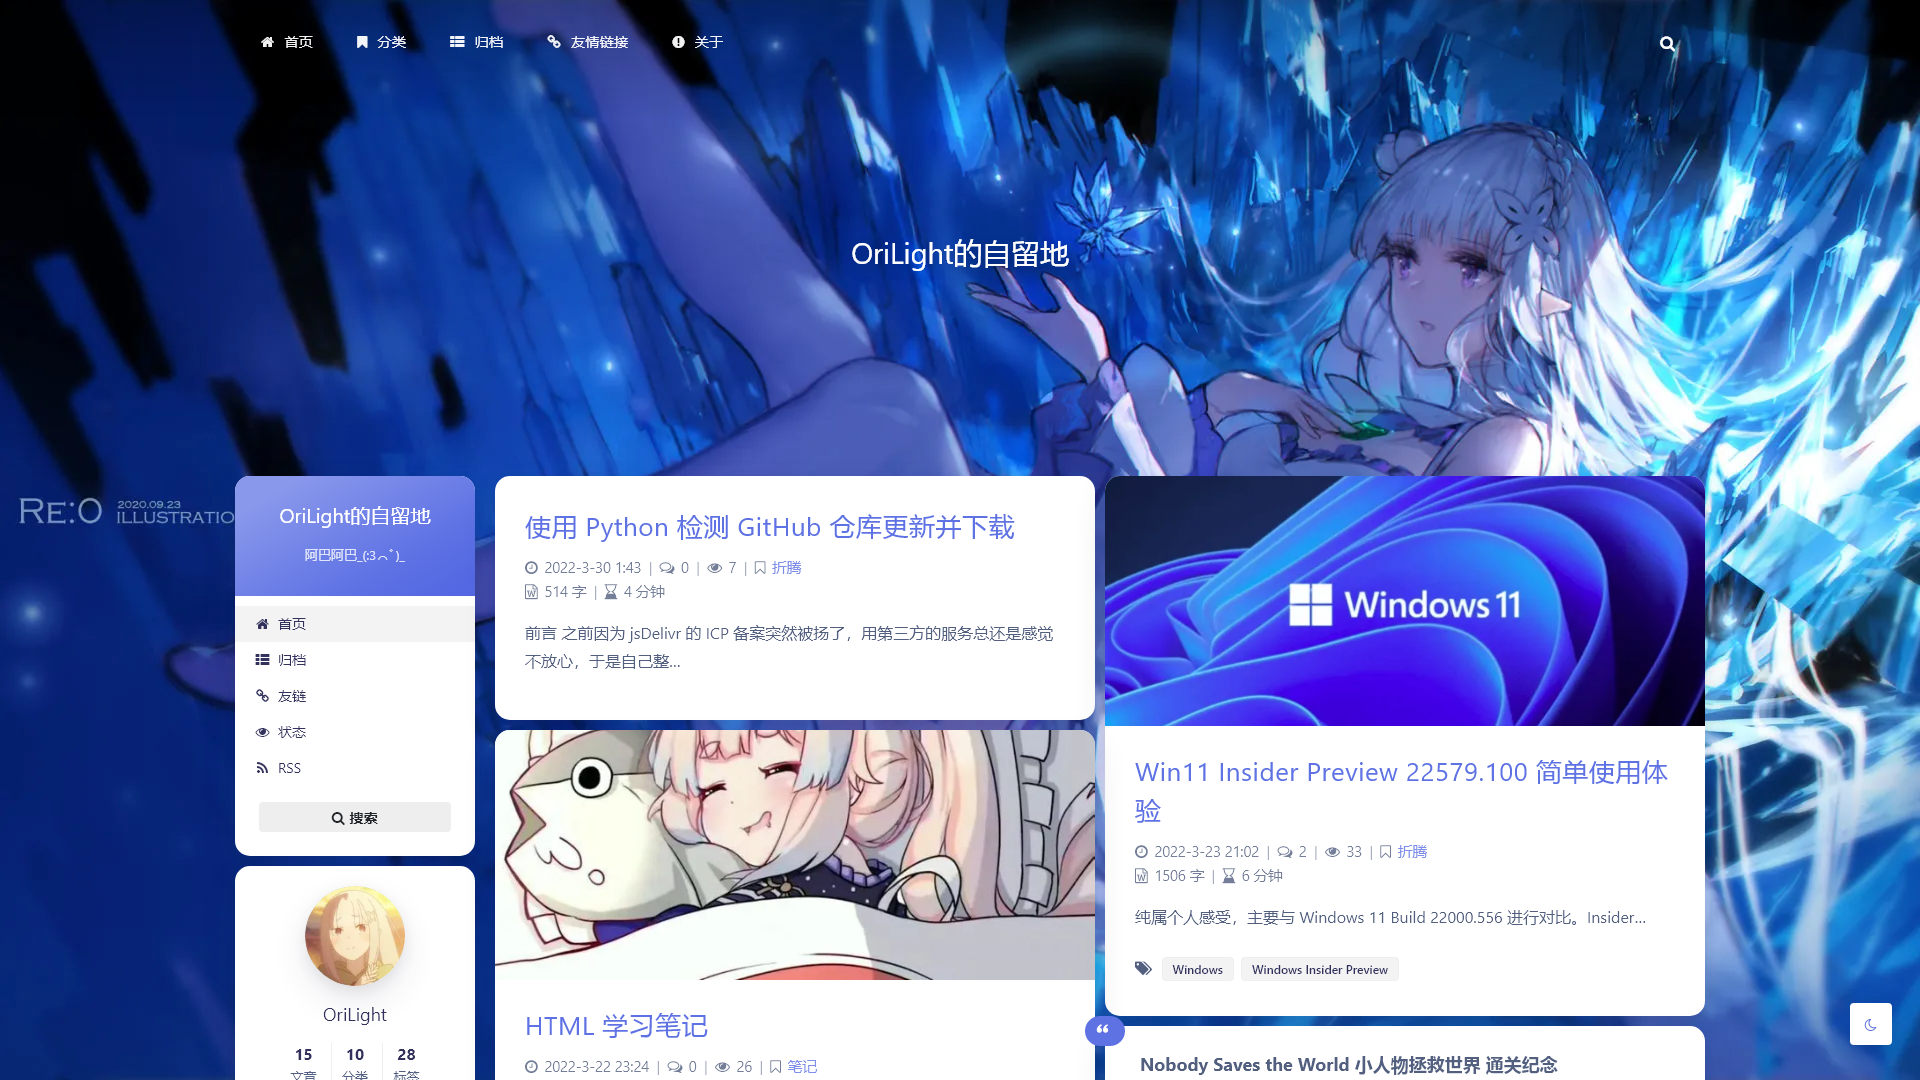 首页
分类
归档
友情链接
关于
OriLight的自留地
RE:O 2020.09.23
ILLUSTRATIO
OriLight的自留地
阿巴阿巴_(:3⌒ﾞ)_
首页
归档
友链
状态
RSS
搜索
OriLight
15 10 28
文章 分类 标签
使用 Python 检测 GitHub 仓库更新并下载
2022-3-30 1:43 | 0 | 7 | 折腾
514 字 | 4 分钟
前言 之前因为 jsDelivr 的 ICP 备案突然被扬了，用第三方的服务总还是感觉
不放心，于是自己整...
HTML 学习笔记
2022-3-22 23:24 | 0 | 26 | 笔记
Windows 11
Win11 Insider Preview 22579.100 简单使用体
验
2022-3-23 21:02 | 2 | 33 | 折腾
1506 字 | 6 分钟
纯属个人感受，主要与 Windows 11 Build 22000.556 进行对比。Insider...
Windows
Windows Insider Preview
Nobody Saves the World 小人物拯救世界 通关纪念